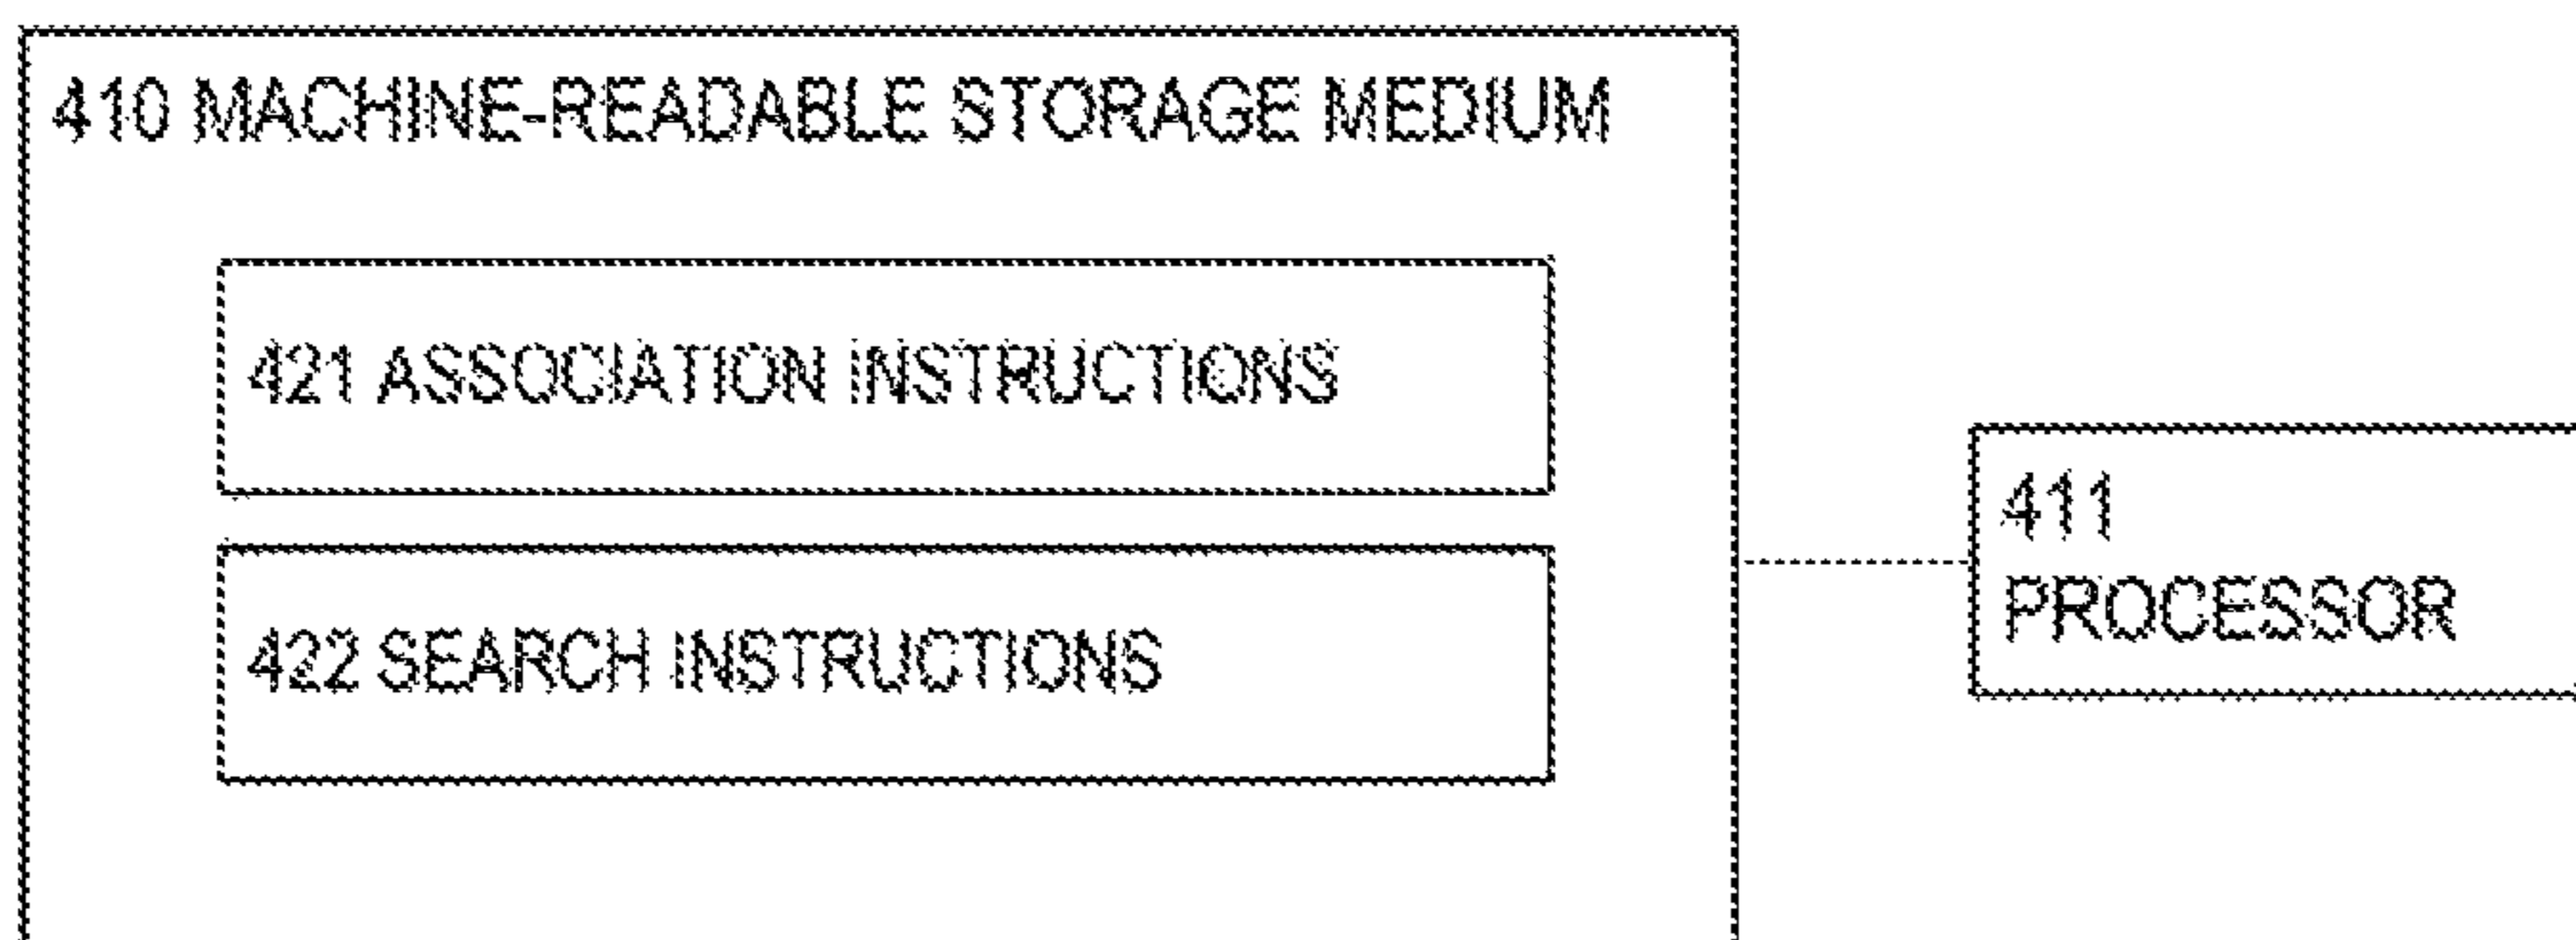 410 MACHINE-READABLE STORAGE MEDIUM
421 ASSOCIATION INSTRUCTIONS
422 SEARCH INSTRUCTIONS
411
PROCESSOR